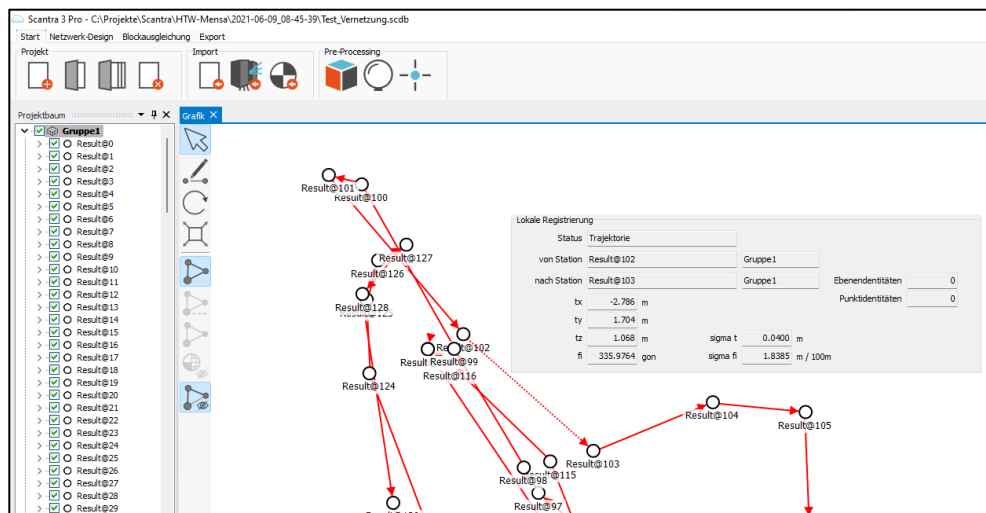 Scantra 3 Pro - C:\Projekte\Scantra\HTW-Mensa\2021-06-09_08-45-39\Test_Vernetzung.scdb
Start Netzwerk-Design Blockausgleichung Export
Projekt Import Pre-Processing
Projektbaum Grafik
Gruppe1
Result@0
Result@1
Result@2
Result@3
Result@4
Result@5
Result@6
Result@7
Result@8
Result@9
Result@10
Result@11
Result@12
Result@13
Result@14
Result@15
Result@16
Result@17
Result@18
Result@19
Result@20
Result@21
Result@22
Result@23
Result@24
Result@25
Result@26
Result@27
Result@28
Result@29
Result@101
Result@100
Result@127
Result@126
Result@128
Result@102
Result@99
Result@116
Result@124
Result@103
Result@104
Result@105
Result@115
Result@98
Result@97
Lokale Registrierung
Status Trajektorie
von Station Result@102 Gruppe1
nach Station Result@103 Gruppe1 Ebenendentitäten 0
Punktidentitäten 0
tx -2.786 m
ty 1.704 m
tz 1.068 m sigma t 0.0400 m
fi 335.9764 gon sigma fi 1.8385 m / 100m